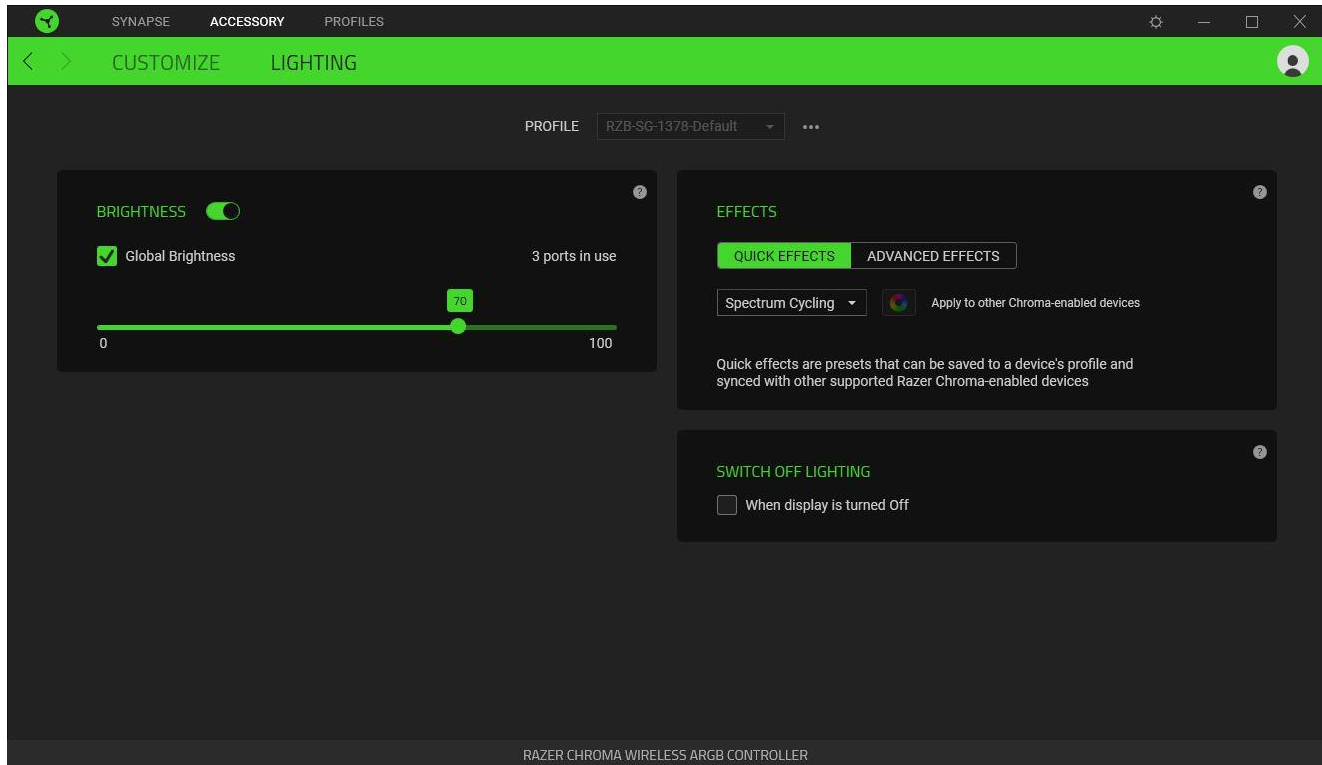 SYNAPSE ACCESSORY PROFILES
CUSTOMIZE LIGHTING
PROFILE RZB-SG-1378-Default
BRIGHTNESS
Global Brightness 3 ports in use
70
0 100
EFFECTS
QUICK EFFECTS ADVANCED EFFECTS
Spectrum Cycling Apply to other Chroma-enabled devices
Quick effects are presets that can be saved to a device's profile and
synced with other supported Razer Chroma-enabled devices
SWITCH OFF LIGHTING
When display is turned Off
RAZER CHROMA WIRELESS ARGB CONTROLLER